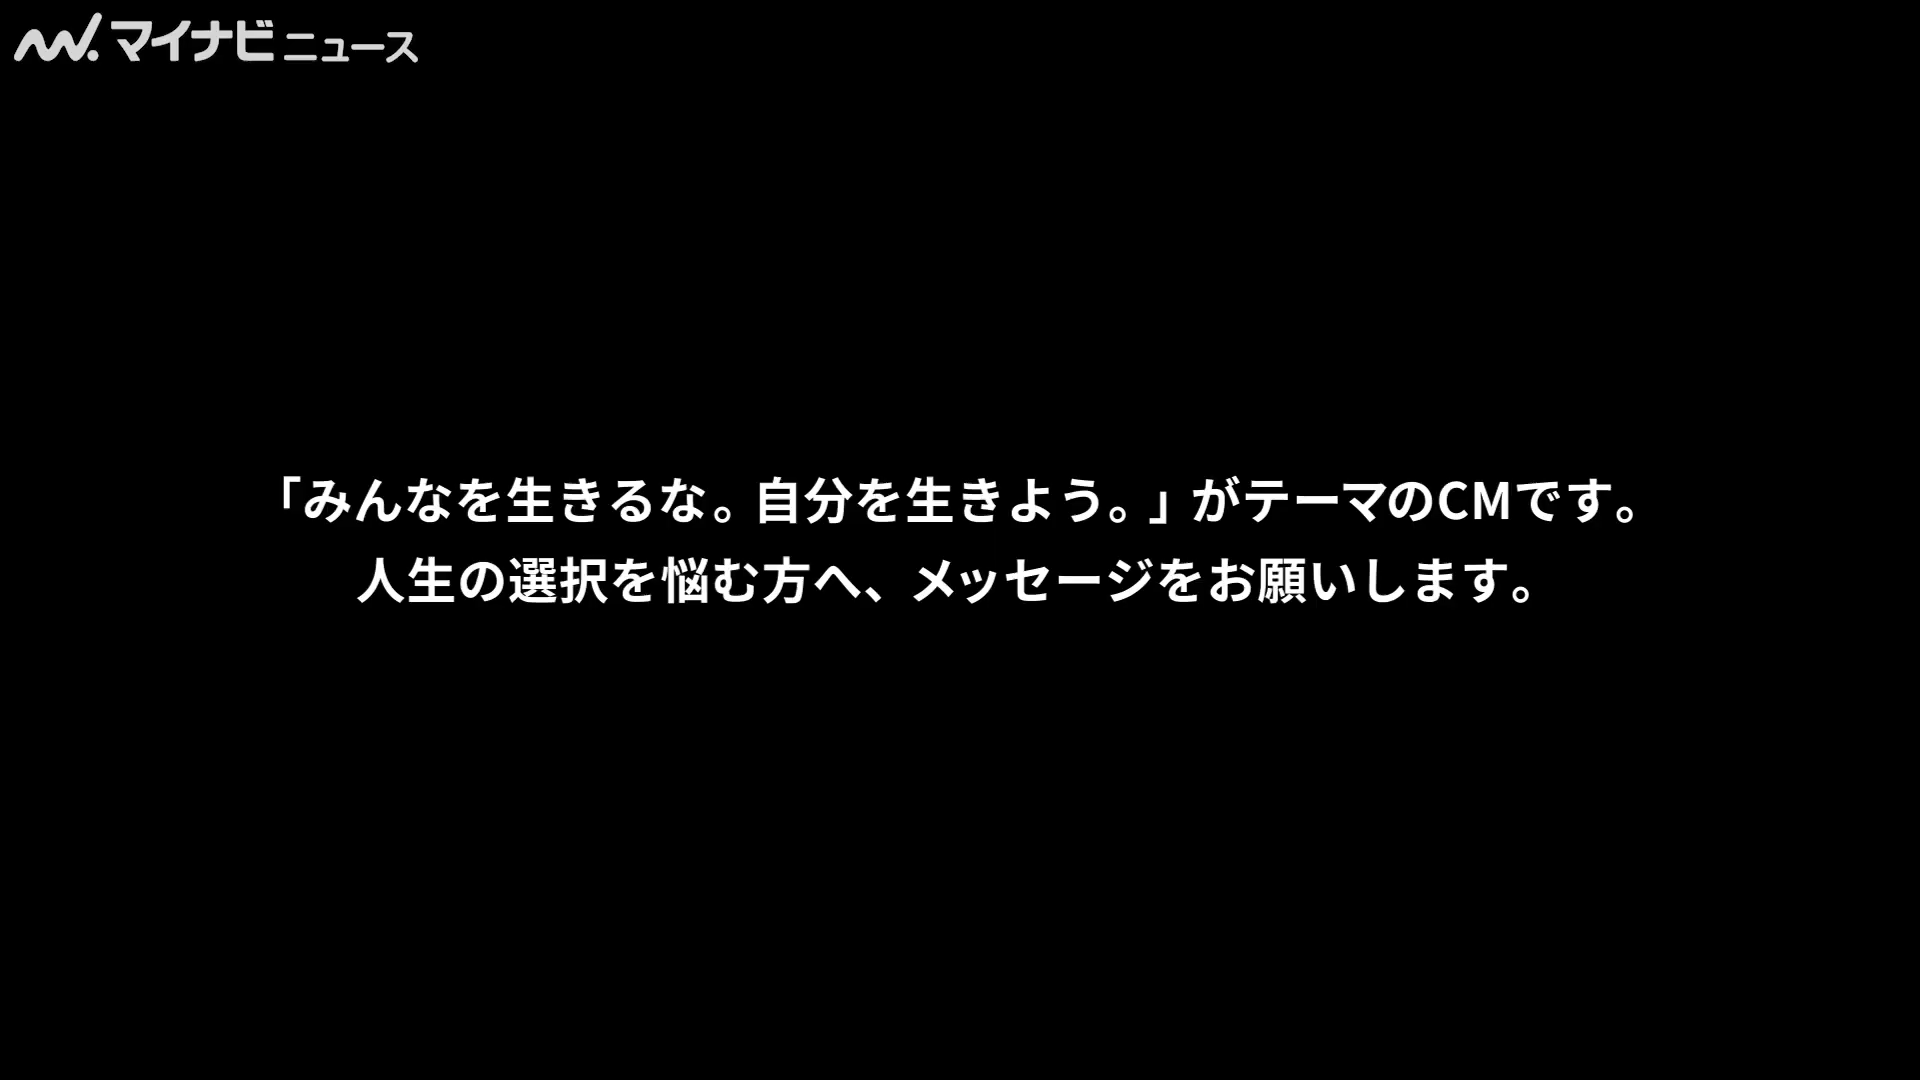 マイナビニュース
「みんなを生きるな。自分を生きよう。」がテーマのCMです。
人生の選択を悩む方へ、メッセージをお願いします。